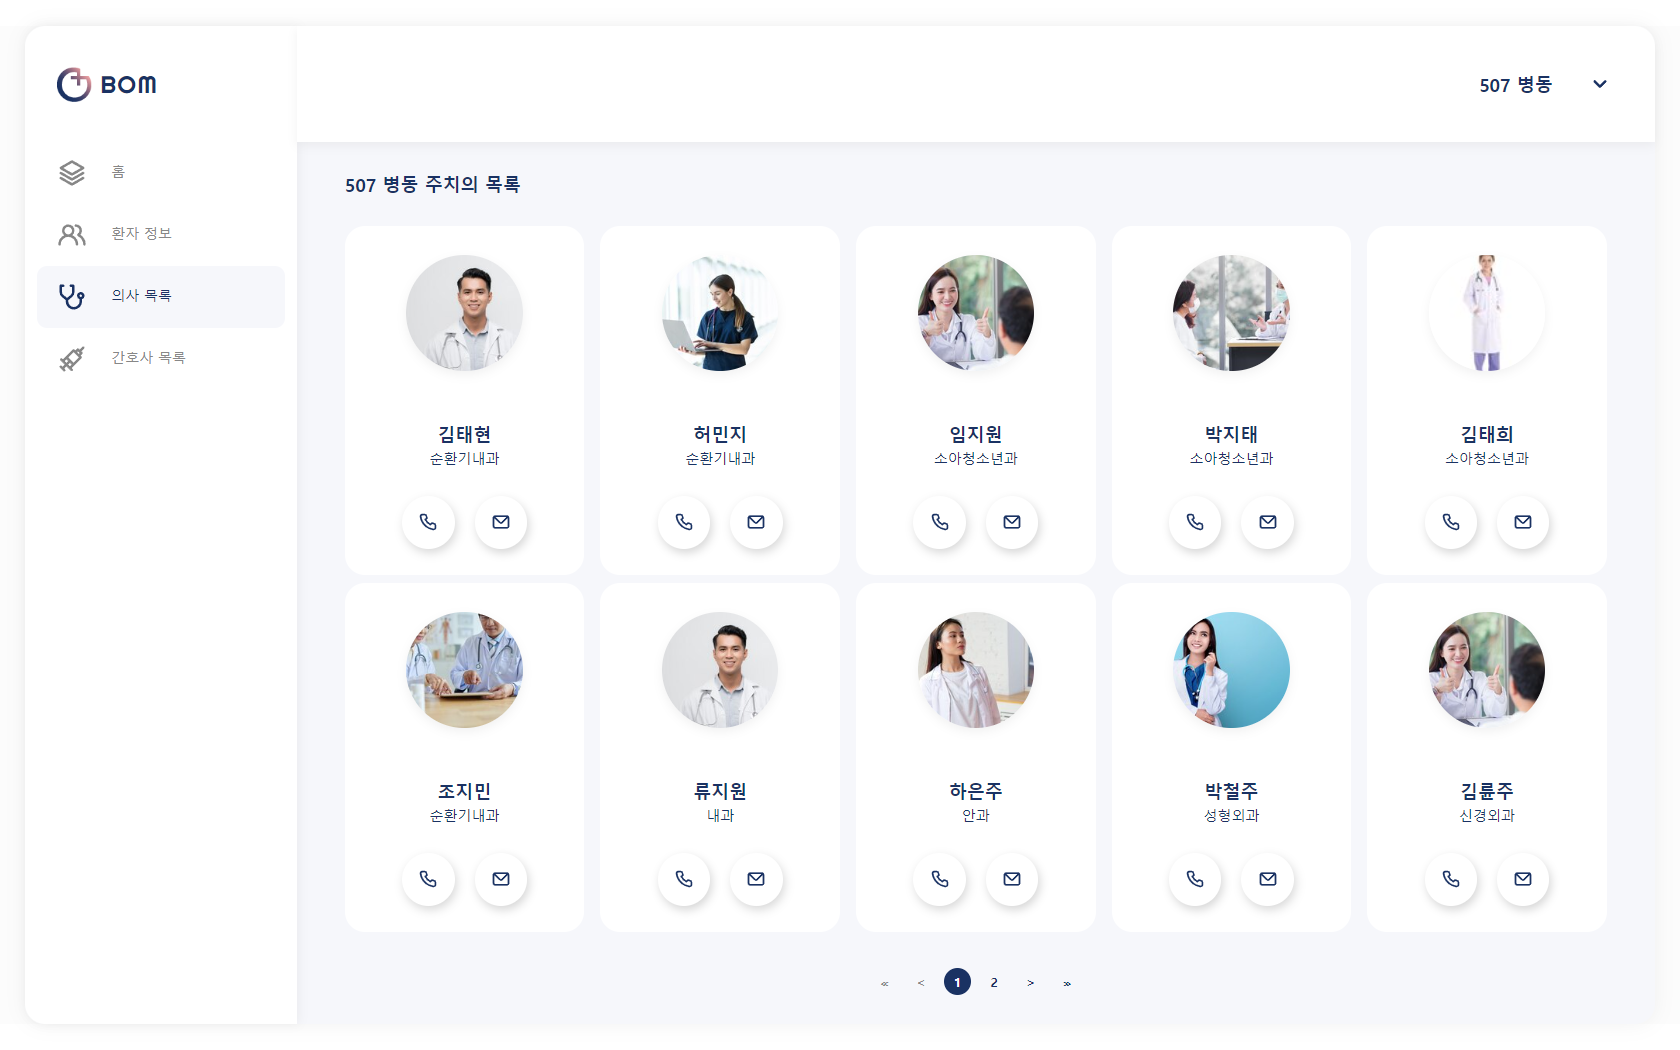 BOM
507 병동
홈
환자 정보
의사 목록
간호사 목록
507 병동 주치의 목록
김태현
순환기내과
허민지
순환기내과
임지원
소아청소년과
박지태
소아청소년과
김태희
소아청소년과
조지민
순환기내과
류지원
내과
하은주
안과
박철주
성형외과
김륜주
신경외과
« < 1 2 > »